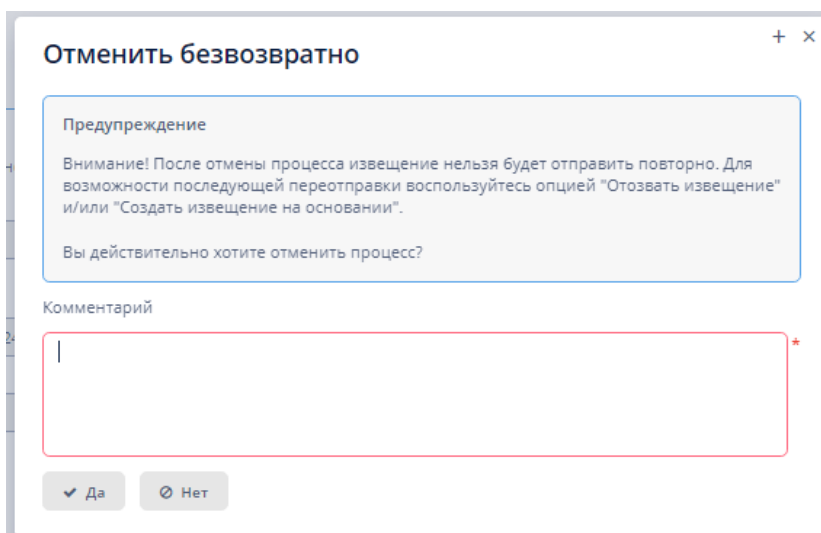 Отменить безвозвратно
Предупреждение
Внимание! После отмены процесса извещение нельзя будет отправить повторно. Для
возможности последующей переотправки воспользуйтесь опцией "Отозвать извещение"
и/или "Создать извещение на основании".
Вы действительно хотите отменить процесс?
Комментарий
*
Да
Нет